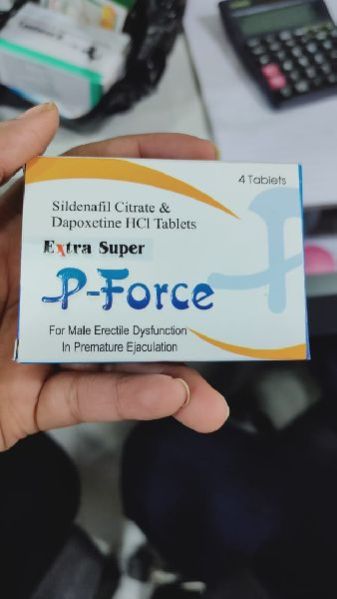 4 Tablets
Sildenafil Citrate &
Dapoxetine HCl Tablets
Extra Super
P-Force
For Male Erectile Dysfunction
In Premature Ejaculation